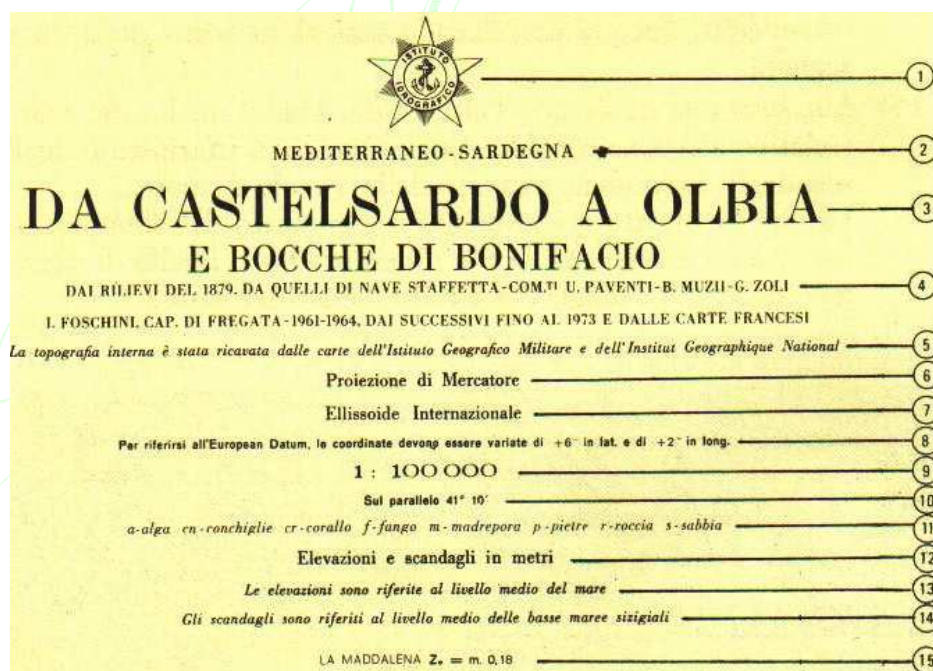 ISTITUTO
IDROGRAFICO
1
MEDITERRANEO-SARDEGNA
2
DA CASTELSARDO A OLBIA
3
E BOCCHE DI BONIFACIO
DAI RILIEVI DEL 1879. DA QUELLI DI NAVE STAFFETTA-COM.TI U. PAVENTI-B. MUZII-G. ZOLI
4
I. FOSCHINI, CAP. DI FREGATA-1961-1964, DAI SUCCESSIVI FINO AL 1973 E DALLE CARTE FRANCESI
La topografia interna è stata ricavata dalle carte dell'Istituto Geografico Militare e dell'Institut Geographique National
5
Proiezione di Mercatore
6
Ellissoide Internazionale
7
Per riferirsi all'European Datum, le coordinate devono essere variate di +6" in lat. e di +2" in long.
8
1 : 100 000
9
Sul parallelo 41° 10'
10
a-alga cn-conchiglie cr-corallo f-fango m-madrepora p-pietre r-roccia s-sabbia
11
Elevazioni e scandagli in metri
12
Le elevazioni sono riferite al livello medio del mare
13
Gli scandagli sono riferiti al livello medio delle basse maree sizigiali
14
LA MADDALENA Z₀ = m. 0,18
15